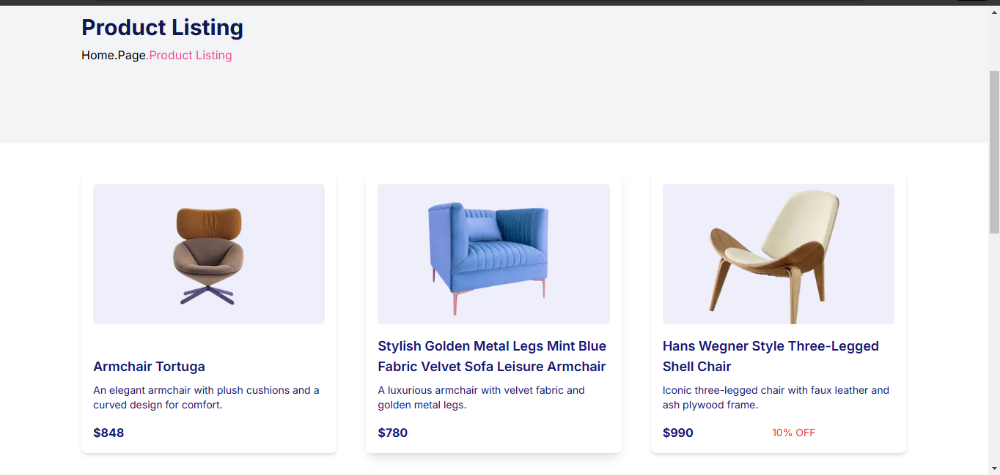 Product Listing
Home.Page.Product Listing
Armchair Tortuga
An elegant armchair with plush cushions and a
curved design for comfort.
$848
Stylish Golden Metal Legs Mint Blue
Fabric Velvet Sofa Leisure Armchair
A luxurious armchair with velvet fabric and
golden metal legs.
$780
Hans Wegner Style Three-Legged
Shell Chair
Iconic three-legged chair with faux leather and
ash plywood frame.
$990 10% OFF